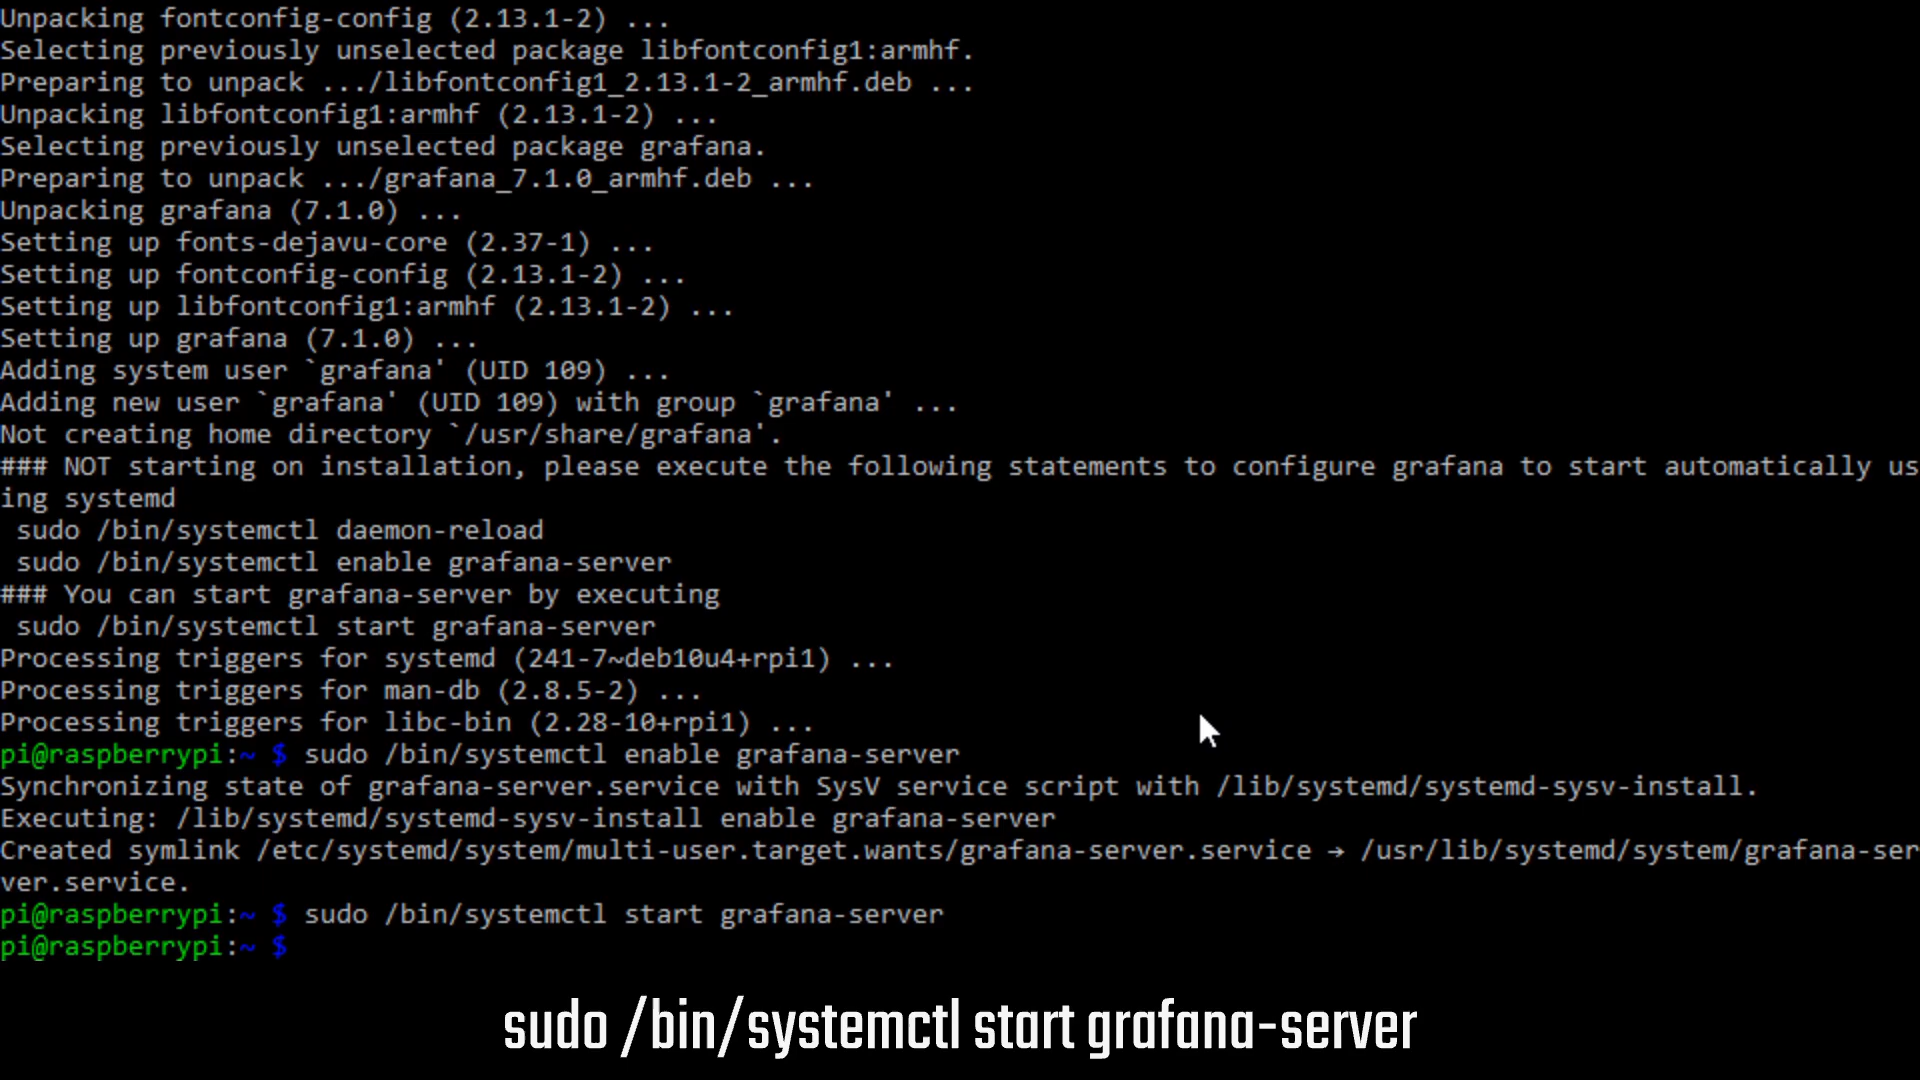 Unpacking fontconfig-config (2.13.1-2) ...
Selecting previously unselected package libfontconfig1:armhf.
Preparing to unpack .../libfontconfig1_2.13.1-2_armhf.deb ...
Unpacking libfontconfig1:armhf (2.13.1-2) ...
Selecting previously unselected package grafana.
Preparing to unpack .../grafana_7.1.0_armhf.deb ...
Unpacking grafana (7.1.0) ...
Setting up fonts-dejavu-core (2.37-1) ...
Setting up fontconfig-config (2.13.1-2) ...
Setting up libfontconfig1:armhf (2.13.1-2) ...
Setting up grafana (7.1.0) ...
Adding system user `grafana' (UID 109) ...
Adding new user `grafana' (UID 109) with group `grafana' ...
Not creating home directory `/usr/share/grafana'.
### NOT starting on installation, please execute the following statements to configure grafana to start automatically us
ing systemd
 sudo /bin/systemctl daemon-reload
 sudo /bin/systemctl enable grafana-server
### You can start grafana-server by executing
 sudo /bin/systemctl start grafana-server
Processing triggers for systemd (241-7~deb10u4+rpi1) ...
Processing triggers for man-db (2.8.5-2) ...
Processing triggers for libc-bin (2.28-10+rpi1) ...
pi@raspberrypi:~ $ sudo /bin/systemctl enable grafana-server
Synchronizing state of grafana-server.service with SysV service script with /lib/systemd/systemd-sysv-install.
Executing: /lib/systemd/systemd-sysv-install enable grafana-server
Created symlink /etc/systemd/system/multi-user.target.wants/grafana-server.service → /usr/lib/systemd/system/grafana-ser
ver.service.
pi@raspberrypi:~ $ sudo /bin/systemctl start grafana-server
pi@raspberrypi:~ $
sudo /bin/systemctl start grafana-server